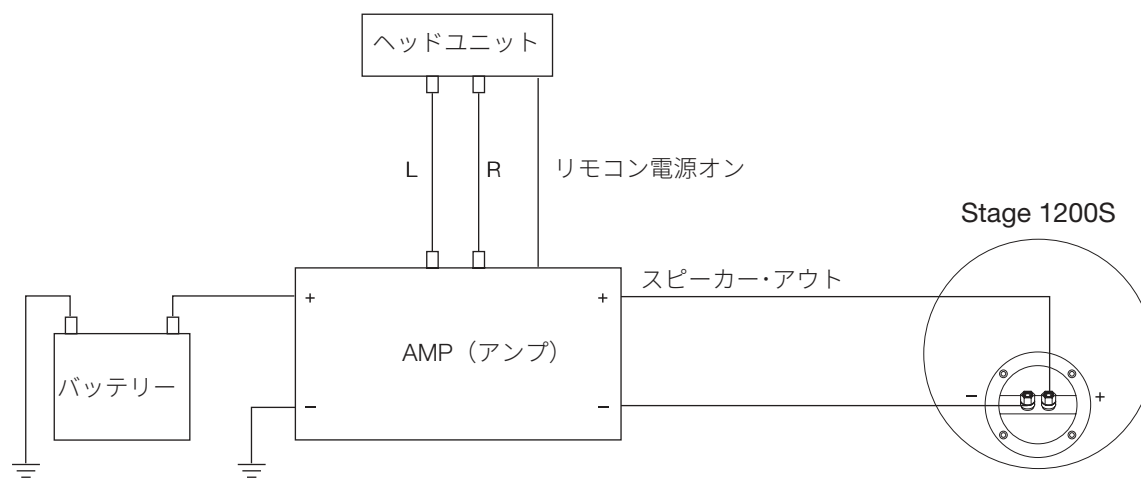 ヘッドユニット
L
R
リモコン電源オン
Stage 1200S
スピーカー・アウト
+
+
AMP（アンプ）
バッテリー
−
−
−
+